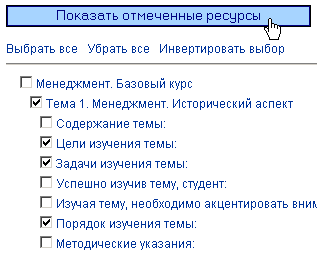 Показать отмеченные ресурсы
Выбрать все Убрать все Инвертировать выбор
Менеджмент. Базовый курс
Тема 1. Менеджмент. Исторический аспект
Содержание темы:
Цели изучения темы:
Задачи изучения темы:
Успешно изучив тему, студент:
Изучая тему, необходимо акцентировать вним
Порядок изучения темы:
Методические указания: